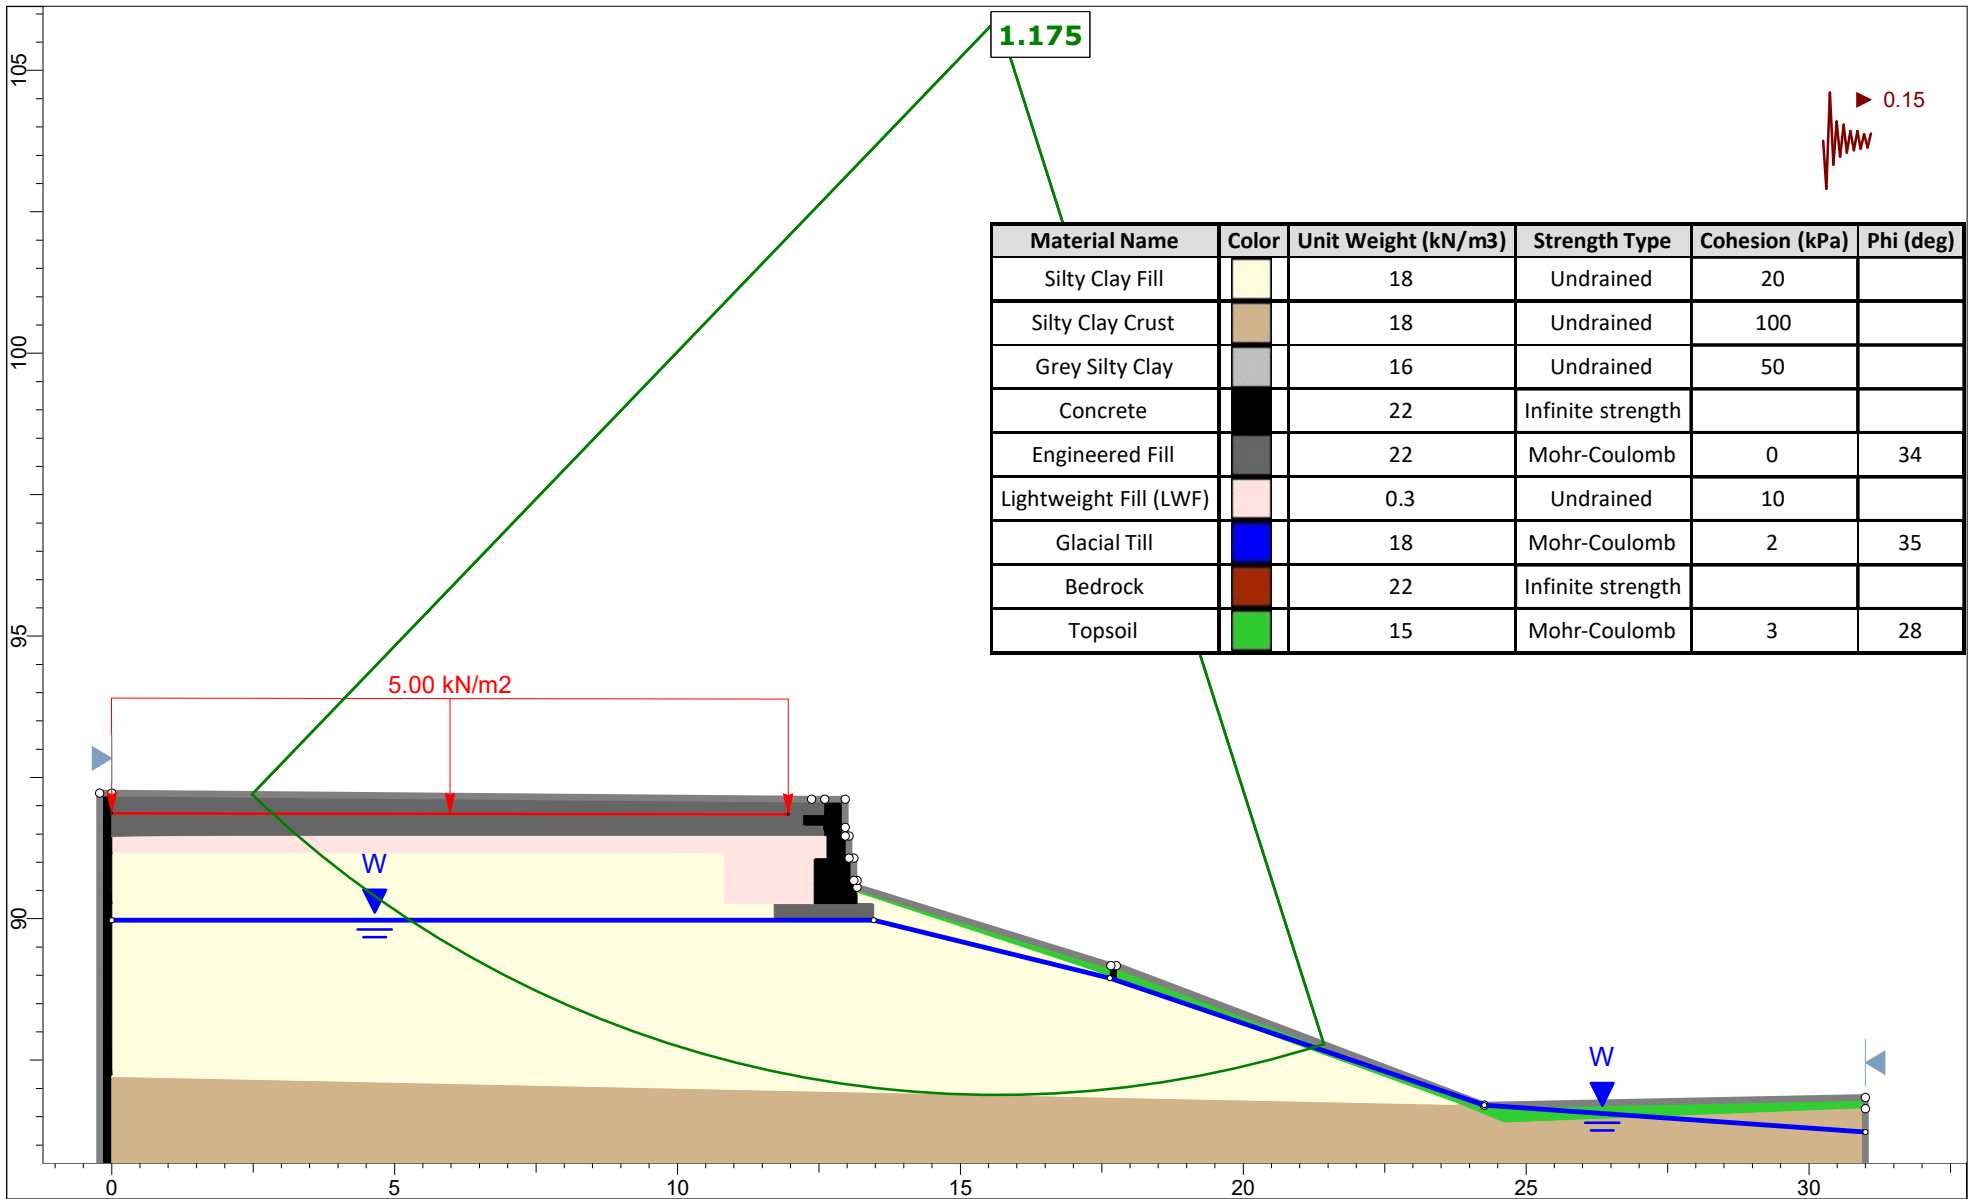 1.175
0.15
105
100
95
90
Material Name Color Unit Weight (kN/m3) Strength Type Cohesion (kPa) Phi (deg)
Silty Clay Fill 18 Undrained 20
Silty Clay Crust 18 Undrained 100
Grey Silty Clay 16 Undrained 50
Concrete 22 Infinite strength
Engineered Fill 22 Mohr-Coulomb 0 34
Lightweight Fill (LWF) 0.3 Undrained 10
Glacial Till 18 Mohr-Coulomb 2 35
Bedrock 22 Infinite strength
Topsoil 15 Mohr-Coulomb 3 28
5.00 kN/m2
W
W
0 5 10 15 20 25 30